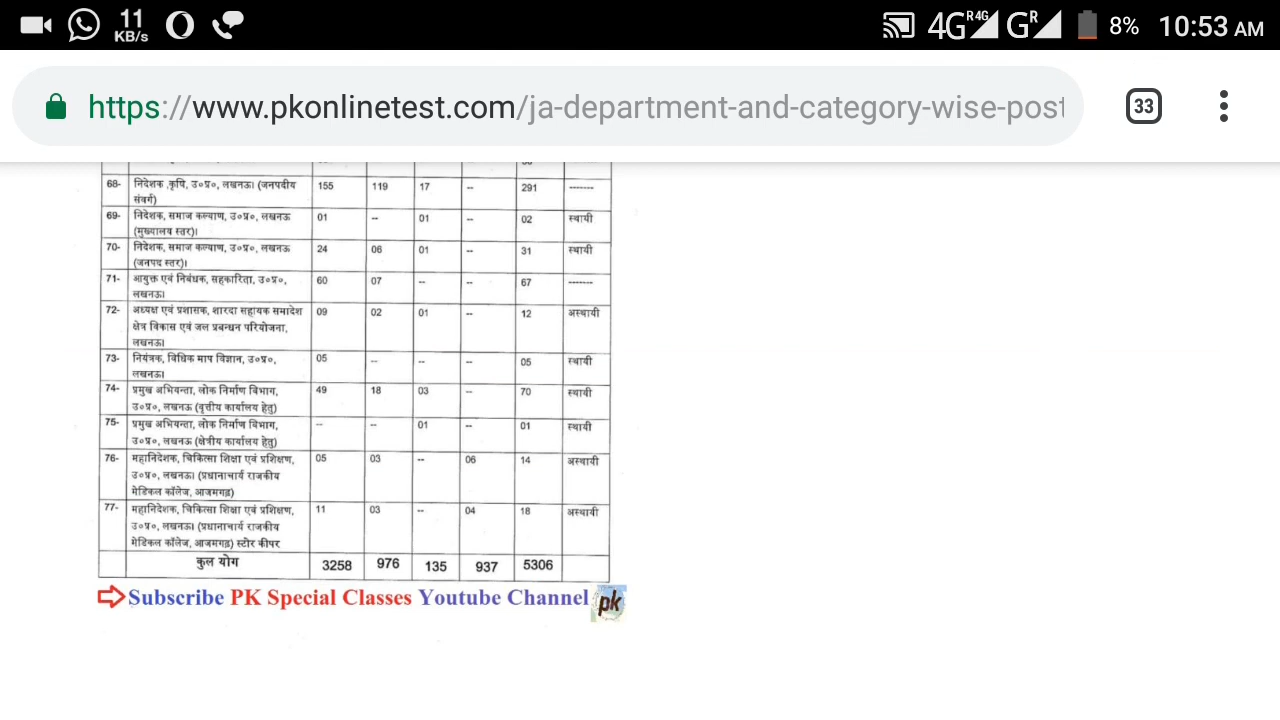 11
KB/s
4G R4G
G R
8%
10:53 AM
https://www.pkonlinetest.com/ja-department-and-category-wise-post
33
68- निदेशक ,कृषि, उ०प्र०, लखनऊ। (जनपदीय 155 119 17 -- 291 -------
संवर्ग)
69- निदेशक, समाज कल्याण, उ०प्र०, लखनऊ 01 -- 01 -- 02 स्थायी
(मुख्यालय स्तर)।
70- निदेशक, समाज कल्याण, उ०प्र०, लखनऊ 24 06 01 -- 31 स्थायी
(जनपद स्तर)।
71- आयुक्त एवं निबंधक, सहकारिता, उ०प्र०, 60 07 -- -- 67 -------
लखनऊ।
72- अध्यक्ष एवं प्रशासक, शारदा सहायक समादेश 09 02 01 -- 12 अस्थायी
क्षेत्र विकास एवं जल प्रबन्धन परियोजना,
लखनऊ।
73- नियंत्रक, विधिक माप विज्ञान, उ०प्र०, 05 -- -- -- 05 स्थायी
लखनऊ।
74- प्रमुख अभियन्ता, लोक निर्माण विभाग, 49 18 03 -- 70 स्थायी
उ०प्र०, लखनऊ (वृत्तीय कार्यालय हेतु)
75- प्रमुख अभियन्ता, लोक निर्माण विभाग, -- -- 01 -- 01 स्थायी
उ०प्र०, लखनऊ (क्षेत्रीय कार्यालय हेतु)
76- महानिदेशक, चिकित्सा शिक्षा एवं प्रशिक्षण, 05 03 -- 06 14 अस्थायी
उ०प्र०, लखनऊ। (प्रधानाचार्य राजकीय
मेडिकल कॉलेज, आजमगढ़)
77- महानिदेशक, चिकित्सा शिक्षा एवं प्रशिक्षण, 11 03 -- 04 18 अस्थायी
उ०प्र०, लखनऊ। (प्रधानाचार्य राजकीय
मेडिकल कॉलेज, आजमगढ़) स्टोर कीपर
कुल योग 3258 976 135 937 5306
Subscribe PK Special Classes Youtube Channel pk